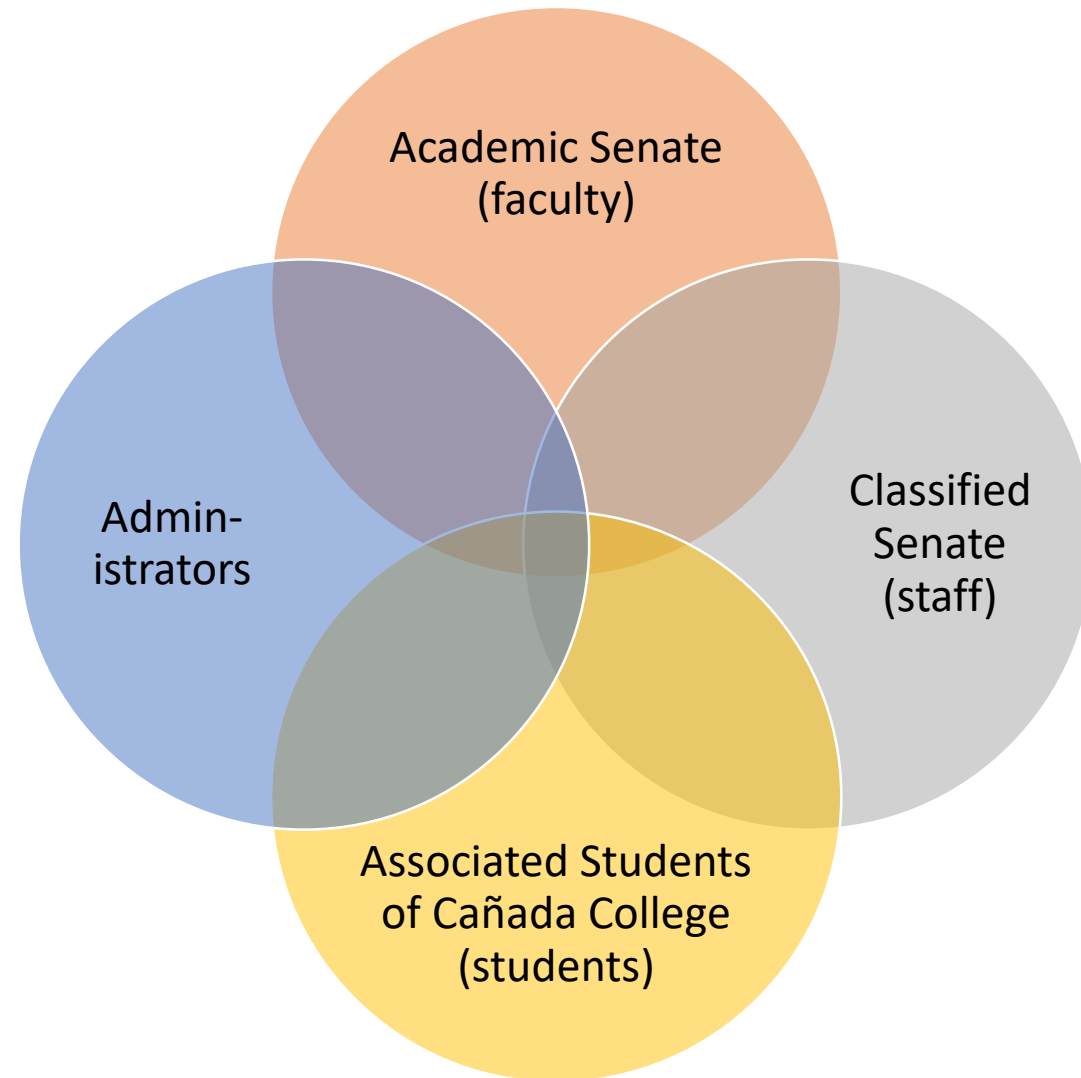 Academic Senate
(faculty)
Admin-
istrators
Classified
Senate
(staff)
Associated Students
of Cañada College
(students)